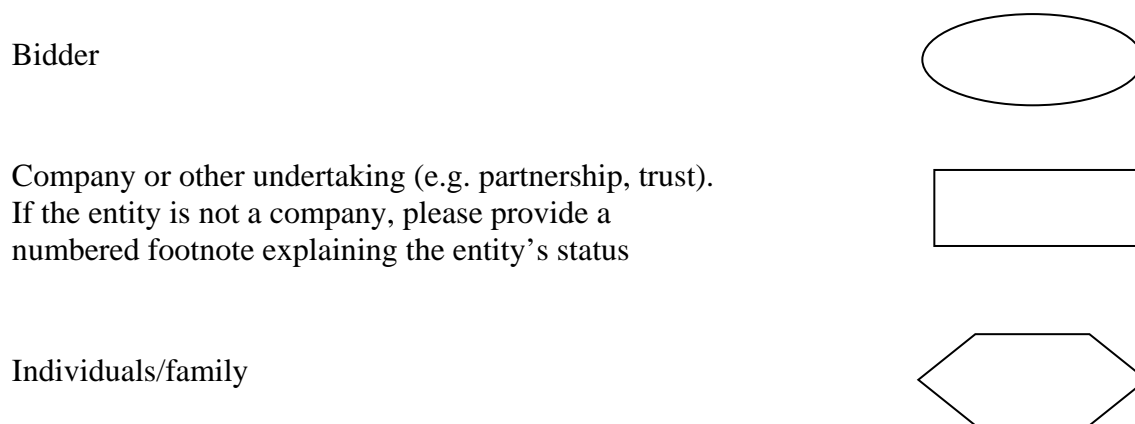 Bidder
Company or other undertaking (e.g. partnership, trust).
If the entity is not a company, please provide a
numbered footnote explaining the entity’s status
Individuals/family